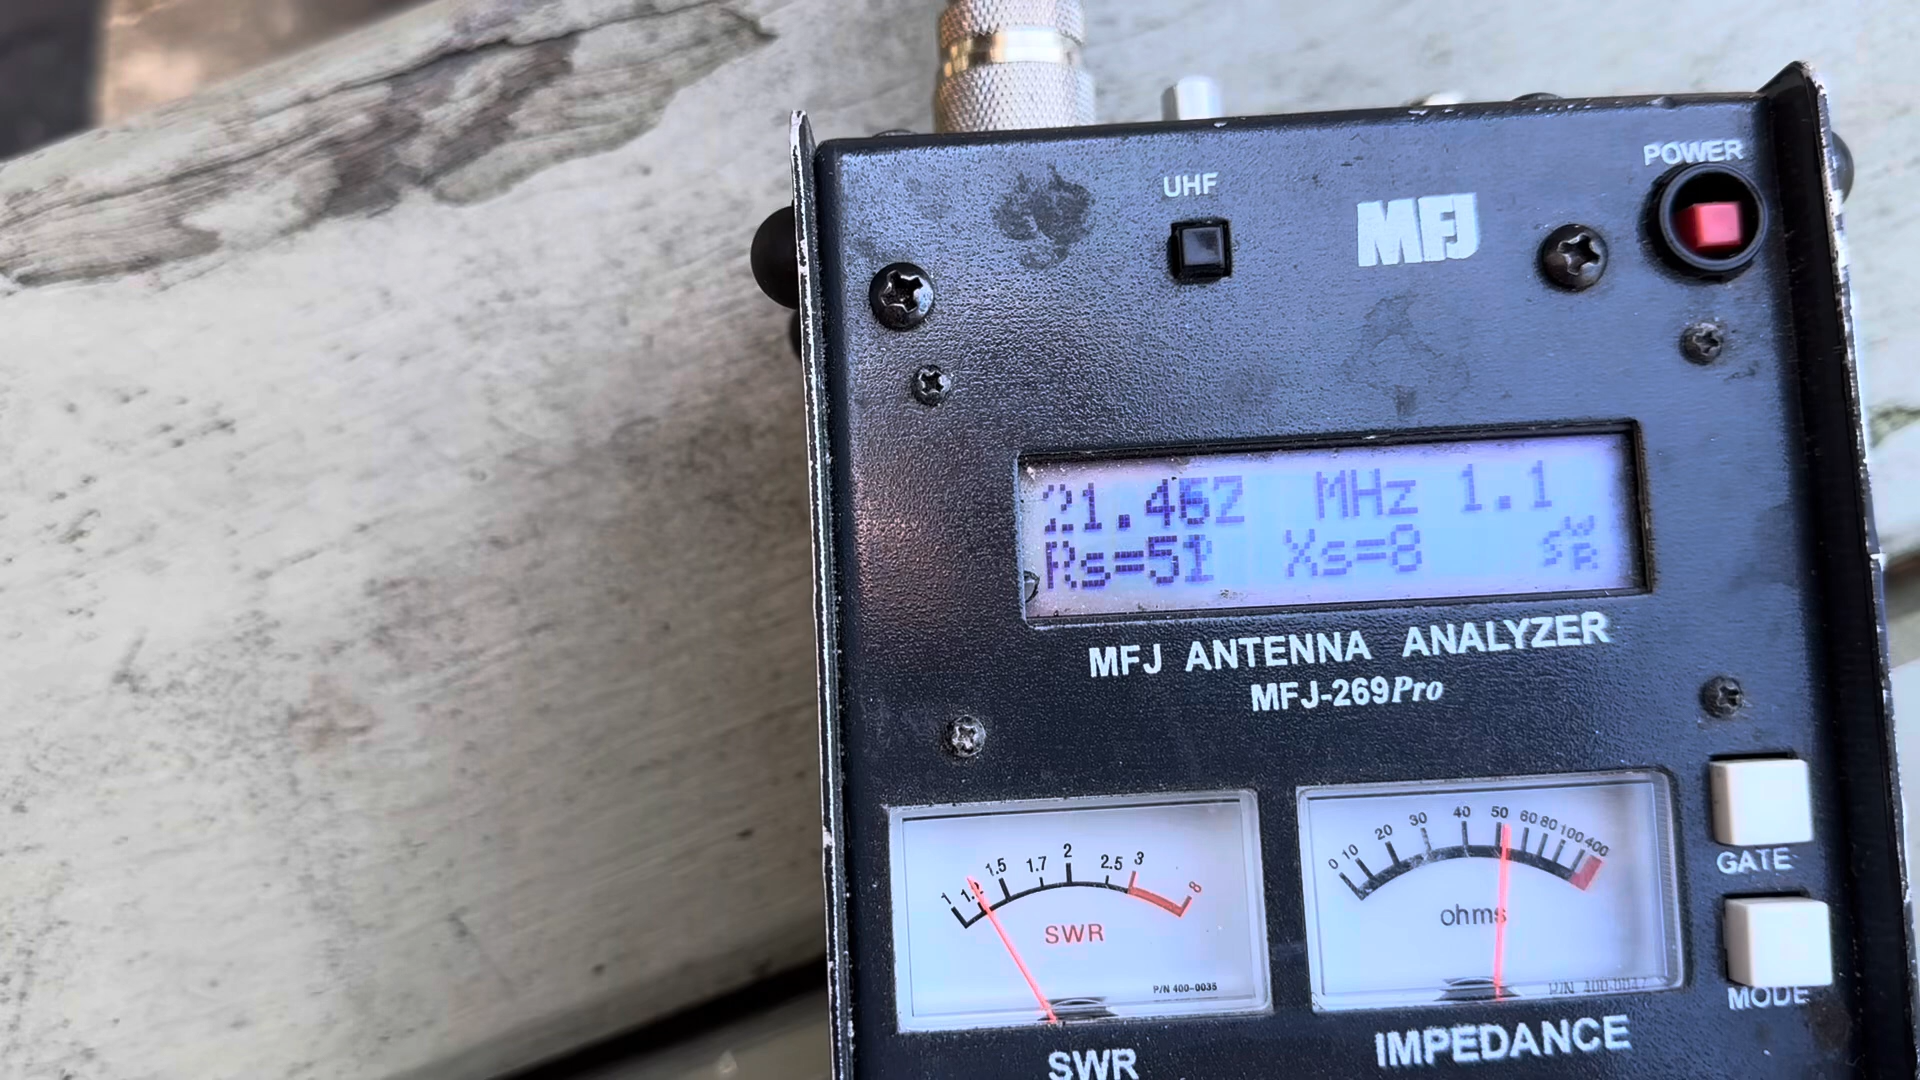 POWER
UHF
MFJ
MHz 1.1
Xs=8 SWR
MFJ ANTENNA ANALYZER
MFJ-269Pro
1 1.5 1.7 2 2.5 3 8
SWR
P/N 400-0035
SWR
0 10 20 30 40 50 60 80 100 400
ohms
IMPEDANCE
GATE
MODE